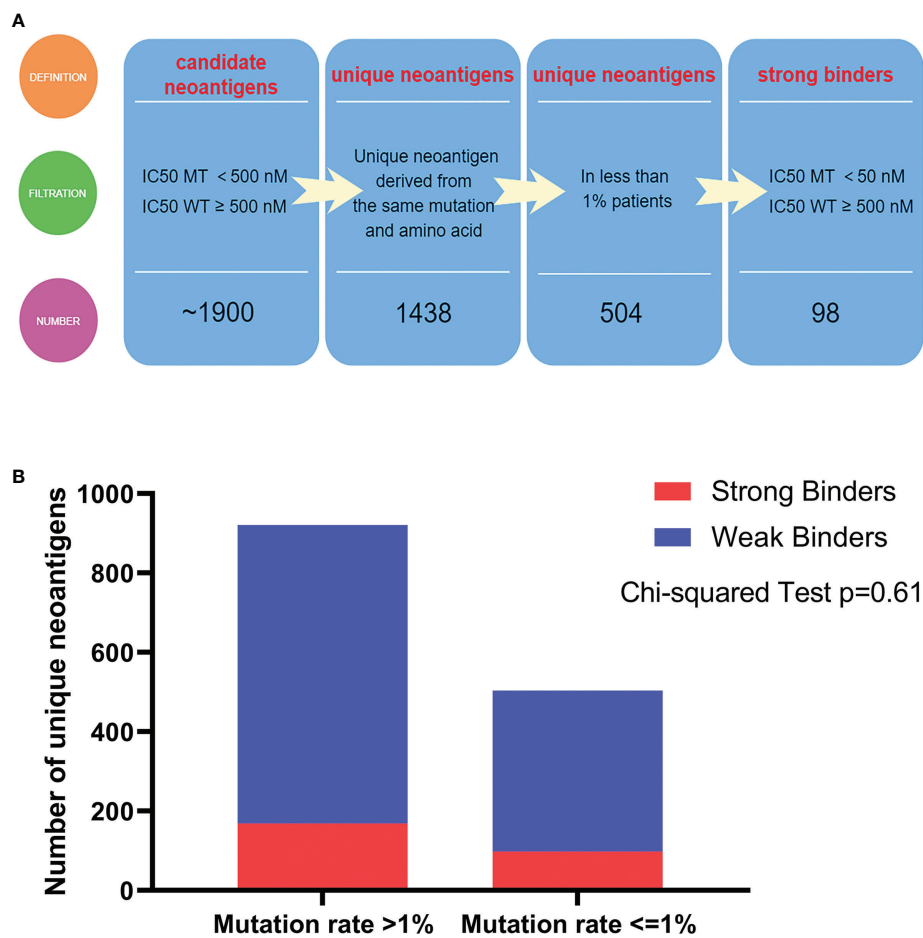 A
DEFINITION
FILTRATION
NUMBER
candidate
neoantigens
IC50 MT < 500 nM
IC50 WT ≥ 500 nM
~1900
unique neoantigens
Unique neoantigen
derived from
the same mutation
and amino acid
1438
unique neoantigens
In less than
1% patients
504
strong binders
IC50 MT < 50 nM
IC50 WT ≥ 500 nM
98
B
Number of unique neoantigens
1000
800
600
400
200
0
Mutation rate >1%
Mutation rate <=1%
Strong Binders
Weak Binders
Chi-squared Test p=0.61